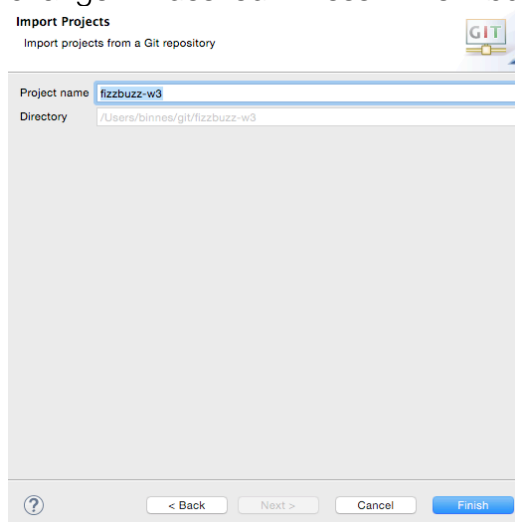 Import Projects
Import projects from a Git repository
GIT
Project name fizzbuzz-w3
Directory /Users/binnes/git/fizzbuzz-w3
? < Back Next > Cancel Finish